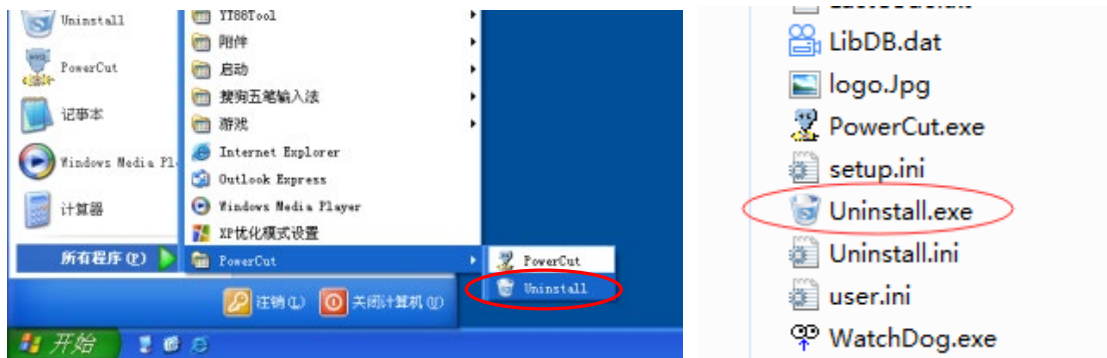 Uninstall
PowerCut
记事本
Windows Media Pl
计算器
所有程序(P)
YT88Tool
附件
启动
搜狗五笔输入法
游戏
Internet Explorer
Outlook Express
Windows Media Player
XP优化模式设置
PowerCut
PowerCut
Uninstall
注销(L)
关闭计算机(U)
开始
LibDB.dat
logo.Jpg
PowerCut.exe
setup.ini
Uninstall.exe
Uninstall.ini
user.ini
WatchDog.exe